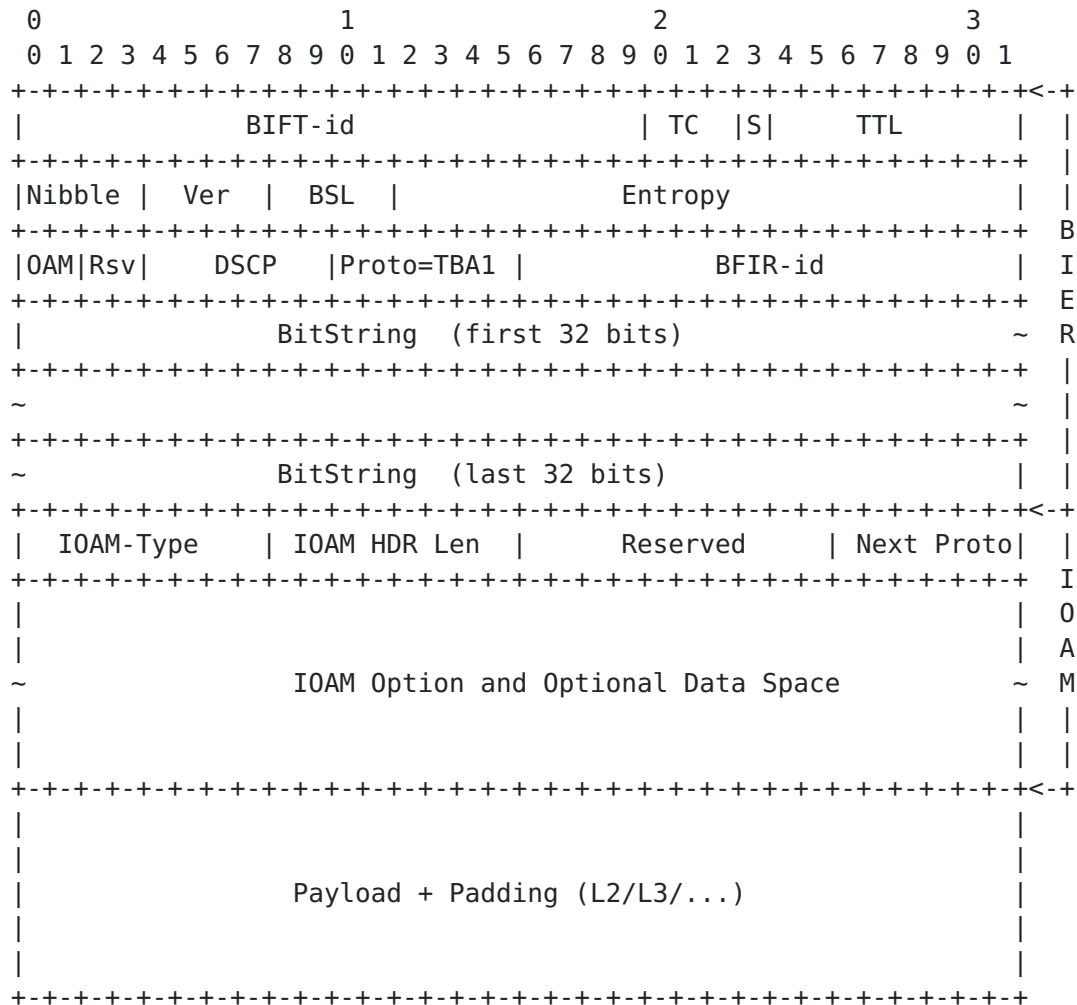 0                   1                   2                   3
 0 1 2 3 4 5 6 7 8 9 0 1 2 3 4 5 6 7 8 9 0 1 2 3 4 5 6 7 8 9 0 1
+-+-+-+-+-+-+-+-+-+-+-+-+-+-+-+-+-+-+-+-+-+-+-+-+-+-+-+-+-+-+-+-+<-+
|              BIFT-id                  | TC  |S|     TTL       |  |
+-+-+-+-+-+-+-+-+-+-+-+-+-+-+-+-+-+-+-+-+-+-+-+-+-+-+-+-+-+-+-+-+  |
|Nibble |  Ver  |  BSL  |              Entropy                  |  |
+-+-+-+-+-+-+-+-+-+-+-+-+-+-+-+-+-+-+-+-+-+-+-+-+-+-+-+-+-+-+-+-+  B
|OAM|Rsv|    DSCP   |Proto=TBA1 |            BFIR-id            |  I
+-+-+-+-+-+-+-+-+-+-+-+-+-+-+-+-+-+-+-+-+-+-+-+-+-+-+-+-+-+-+-+-+  E
|                BitString  (first 32 bits)                     ~  R
+-+-+-+-+-+-+-+-+-+-+-+-+-+-+-+-+-+-+-+-+-+-+-+-+-+-+-+-+-+-+-+-+  |
~                                                               ~  |
+-+-+-+-+-+-+-+-+-+-+-+-+-+-+-+-+-+-+-+-+-+-+-+-+-+-+-+-+-+-+-+-+  |
~                BitString  (last 32 bits)                      |  |
+-+-+-+-+-+-+-+-+-+-+-+-+-+-+-+-+-+-+-+-+-+-+-+-+-+-+-+-+-+-+-+-+<-+
|  IOAM-Type    | IOAM HDR Len  |      Reserved     | Next Proto|  |
+-+-+-+-+-+-+-+-+-+-+-+-+-+-+-+-+-+-+-+-+-+-+-+-+-+-+-+-+-+-+-+-+  I
|                                                               |  O
|                                                               |  A
~                 IOAM Option and Optional Data Space           ~  M
|                                                               |  |
|                                                               |  |
+-+-+-+-+-+-+-+-+-+-+-+-+-+-+-+-+-+-+-+-+-+-+-+-+-+-+-+-+-+-+-+-+<-+
|                                                               |
|                                                               |
|                 Payload + Padding (L2/L3/...)                 |
|                                                               |
|                                                               |
+-+-+-+-+-+-+-+-+-+-+-+-+-+-+-+-+-+-+-+-+-+-+-+-+-+-+-+-+-+-+-+-+